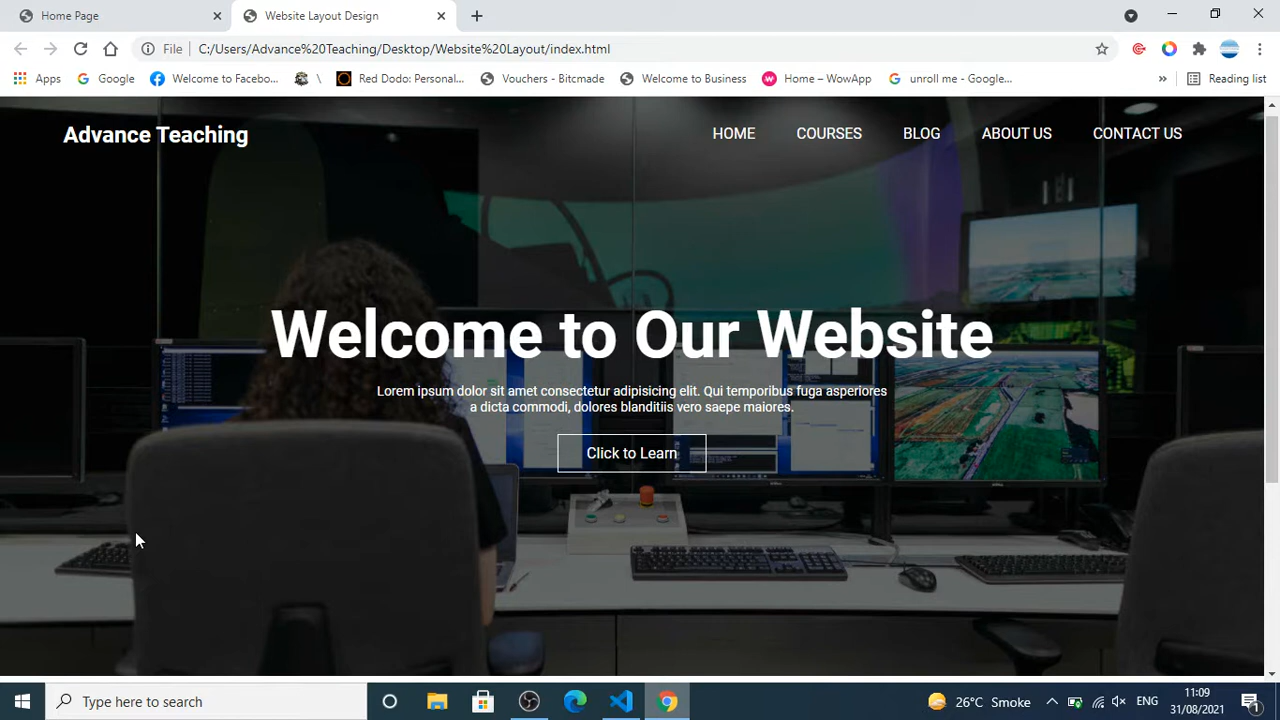 Home Page
Website Layout Design
File C:/Users/Advance%20Teaching/Desktop/Website%20Layout/index.html
Apps Google Welcome to Facebo... \ Red Dodo: Personal... Vouchers - Bitcmade Welcome to Business Home – WowApp unroll me - Google... » Reading list
Advance Teaching
HOME COURSES BLOG ABOUT US CONTACT US
Welcome to Our Website
Lorem ipsum dolor sit amet consectetur adipisicing elit. Qui temporibus fuga asperiores
a dicta commodi, dolores blanditiis vero saepe maiores.
Click to Learn
Type here to search
26°C Smoke
ENG
11:09
31/08/2021
1